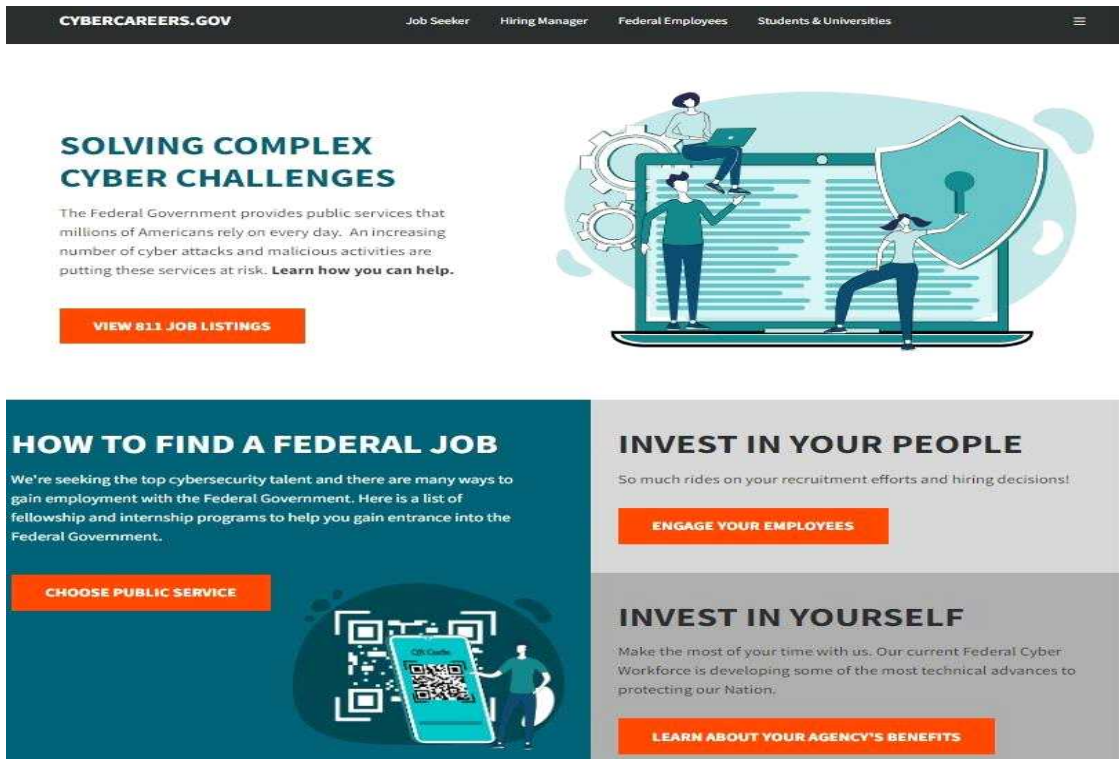 CYBERCAREERS.GOV
Job Seeker
Hiring Manager
Federal Employees
Students & Universities
SOLVING COMPLEX
CYBER CHALLENGES
The Federal Government provides public services that
millions of Americans rely on every day. An increasing
number of cyber attacks and malicious activities are
putting these services at risk. Learn how you can help.
VIEW 811 JOB LISTINGS
HOW TO FIND A FEDERAL JOB
We're seeking the top cybersecurity talent and there are many ways to
gain employment with the Federal Government. Here is a list of
fellowship and internship programs to help you gain entrance into the
Federal Government.
CHOOSE PUBLIC SERVICE
QR Code
INVEST IN YOUR PEOPLE
So much rides on your recruitment efforts and hiring decisions!
ENGAGE YOUR EMPLOYEES
INVEST IN YOURSELF
Make the most of your time with us. Our current Federal Cyber
Workforce is developing some of the most technical advances to
protecting our Nation.
LEARN ABOUT YOUR AGENCY'S BENEFITS